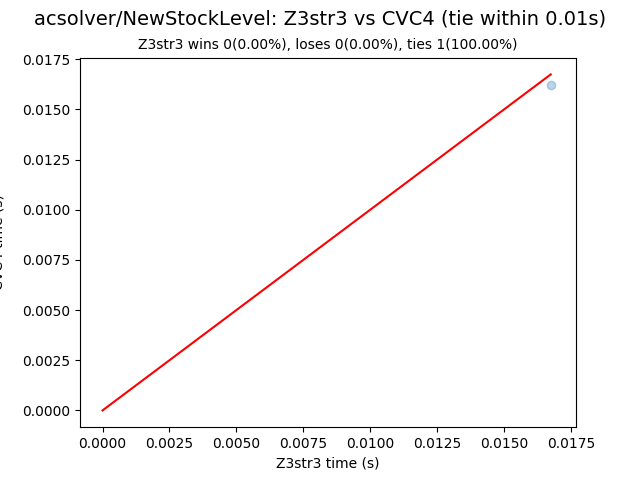 acsolver/NewStockLevel: Z3str3 vs CVC4 (tie within 0.01s)
Z3str3 wins 0(0.00%), loses 0(0.00%), ties 1(100.00%)
0.0175
0.0150
0.0125
0.0100
0.0075
0.0050
0.0025
0.0000
0.0000 0.0025 0.0050 0.0075 0.0100 0.0125 0.0150 0.0175
Z3str3 time (s)